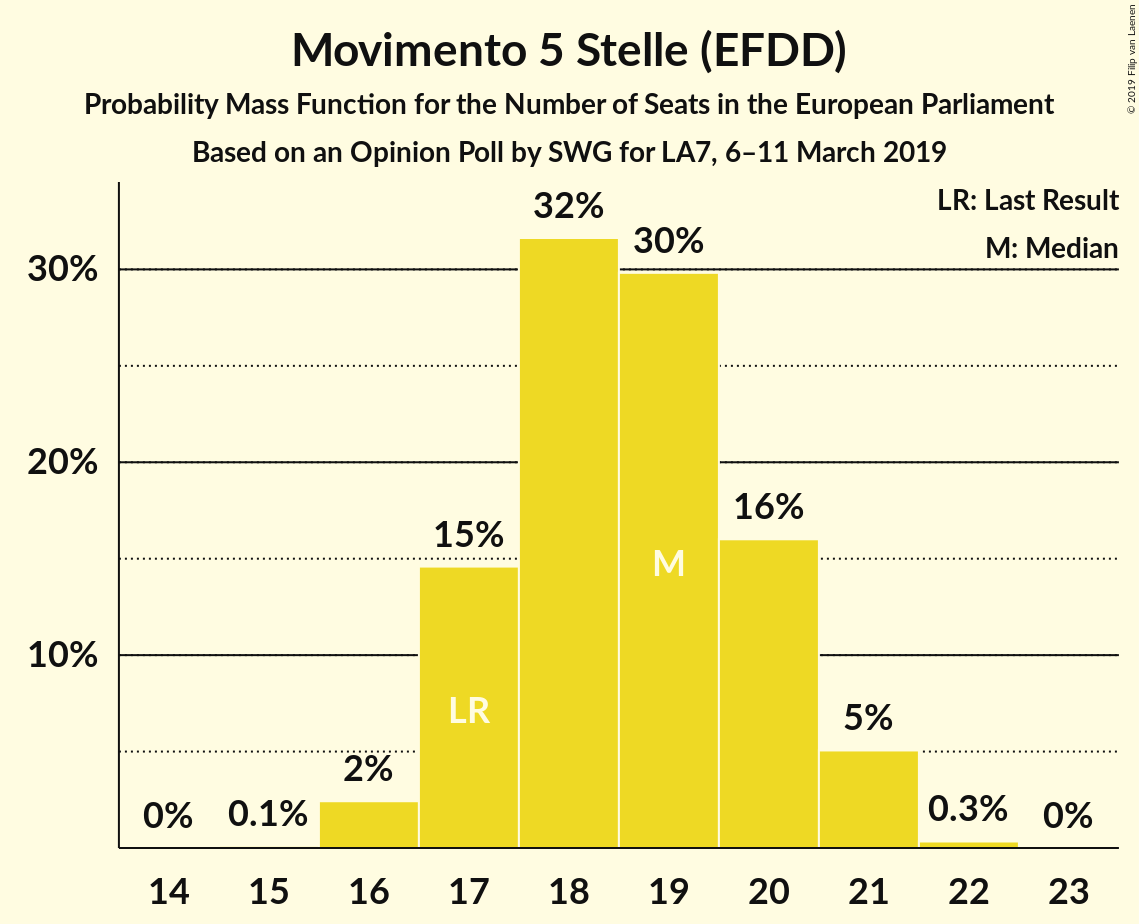 Movimento 5 Stelle (EFDD)
Probability Mass Function for the Number of Seats in the European Parliament
Based on an Opinion Poll by SWG for LA7, 6–11 March 2019
© 2019 Filip van Laenen
LR: Last Result
M: Median
32%
30%
30%
20%
16%
15%
M
10%
LR
5%
2%
0%
0.1%
0.3%
0%
14 15 16 17 18 19 20 21 22 23